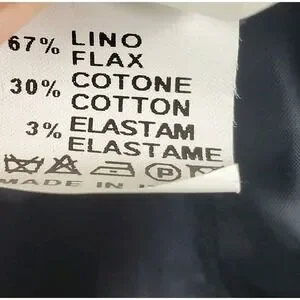 67% LINO
FLAX
30% COTONE
COTTON
3% ELASTAM
ELASTAME
P
MADE IN